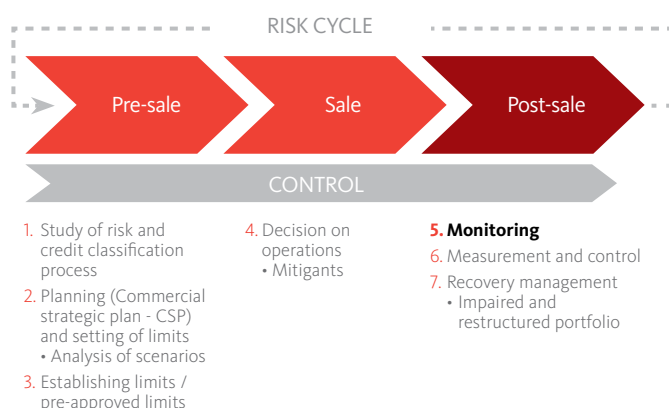 RISK CYCLE
Pre-sale
Sale
Post-sale
CONTROL
1. Study of risk and
credit classification
process
2. Planning (Commercial
strategic plan - CSP)
and setting of limits
• Analysis of scenarios
3. Establishing limits /
pre-approved limits
4. Decision on
operations
• Mitigants
5. Monitoring
6. Measurement and control
7. Recovery management
• Impaired and
restructured portfolio